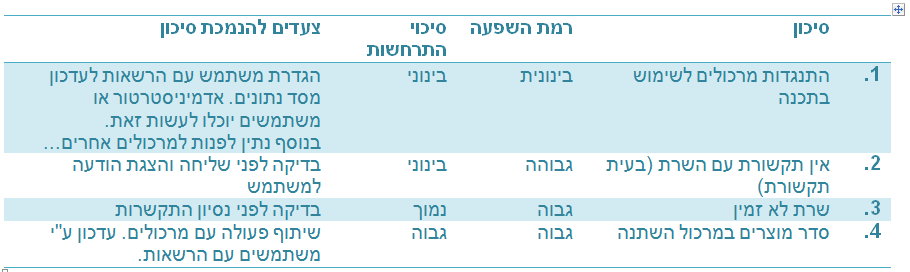 סיכון רמת השפעה סיכוי התרחשות צעדים להנמכת סיכון
1. התנגדות מרכולים לשימוש בתכנה בינונית בינוני הגדרת משתמש עם הרשאות לעדכון
מסד נתונים. אדמיניסטרטור או
משתמשים יוכלו לעשות זאת.
בנוסף נתין לפנות למרכולים אחרים...
2. אין תקשורת עם השרת (בעית תקשורת) גבוהה בינוני בדיקה לפני שליחה והצגת הודעה
למשתמש
3. שרת לא זמין גבוה נמוך בדיקה לפני נסיון התקשרות
4. סדר מוצרים במרכול השתנה גבוה גבוה שיתוף פעולה עם מרכולים. עדכון ע"י
משתמשים עם הרשאות.